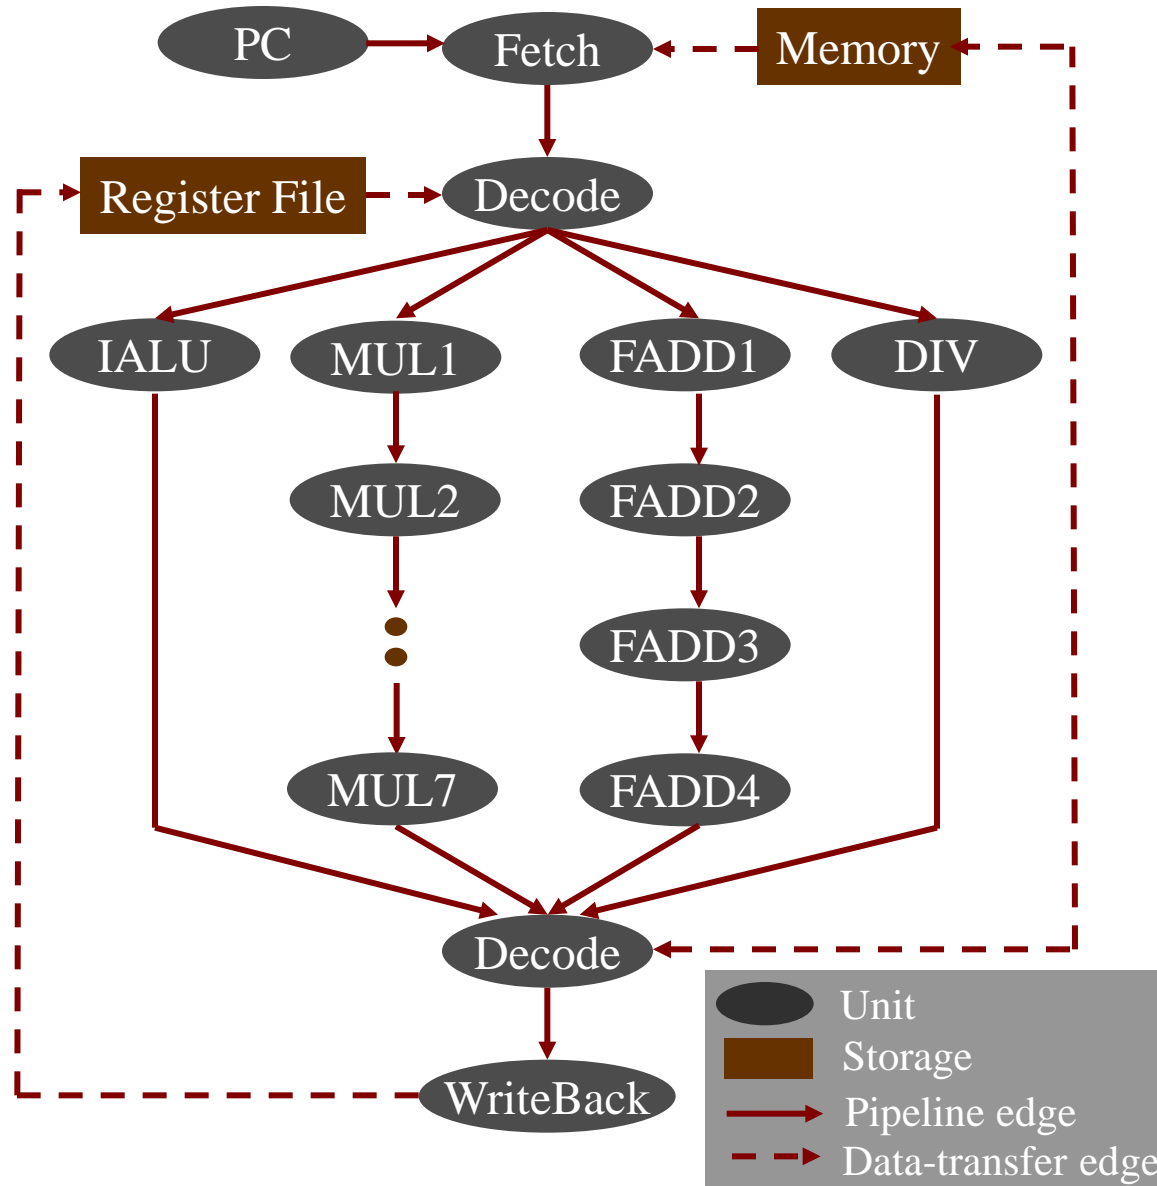 PC
Fetch
Memory
Register File
Decode
IALU
MUL1
FADD1
DIV
MUL2
FADD2
FADD3
MUL7
FADD4
Decode
WriteBack
Unit
Storage
Pipeline edge
Data-transfer edge